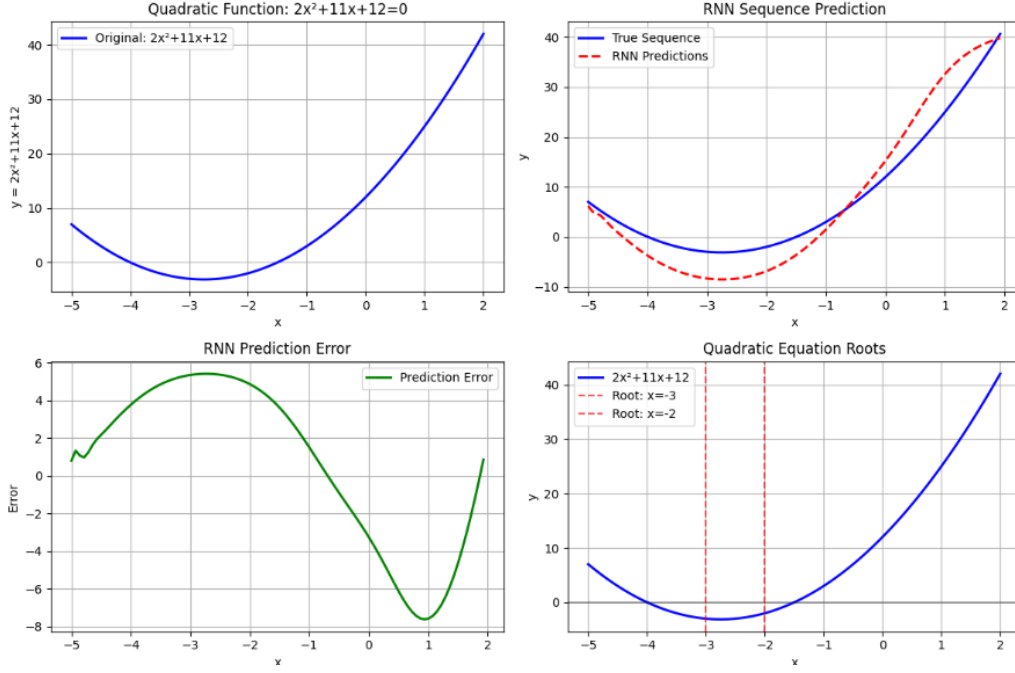 Quadratic Function: 2x²+11x+12=0
Original: 2x²+11x+12
y = 2x²+11x+12
40
30
20
10
0
−5 −4 −3 −2 −1 0 1 2
x
RNN Sequence Prediction
True Sequence
RNN Predictions
y
40
30
20
10
0
−10
−5 −4 −3 −2 −1 0 1 2
x
RNN Prediction Error
Prediction Error
Error
6
4
2
0
−2
−4
−6
−8
−5 −4 −3 −2 −1 0 1 2
x
Quadratic Equation Roots
2x²+11x+12
Root: x=-3
Root: x=-2
y
40
30
20
10
0
−5 −4 −3 −2 −1 0 1 2
x